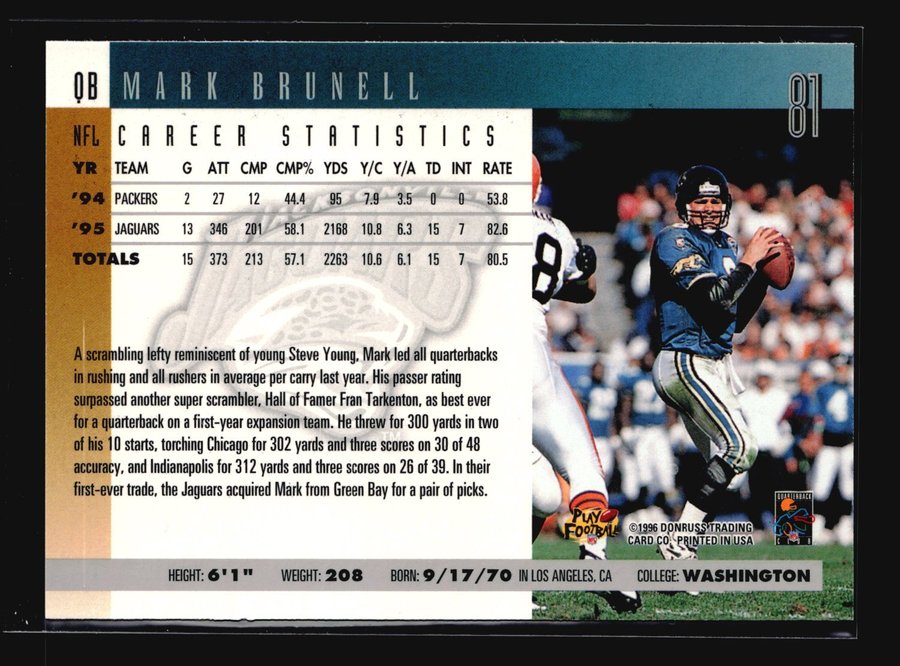 QB MARK BRUNELL 81
NFL CAREER STATISTICS
YR TEAM G ATT CMP CMP% YDS Y/C Y/A TD INT RATE
'94 PACKERS 2 27 12 44.4 95 7.9 3.5 0 0 53.8
'95 JAGUARS 13 346 201 58.1 2168 10.8 6.3 15 7 82.6
TOTALS 15 373 213 57.1 2263 10.6 6.1 15 7 80.5
8
A scrambling lefty reminiscent of young Steve Young, Mark led all quarterbacks
in rushing and all rushers in average per carry last year. His passer rating
surpassed another super scrambler, Hall of Famer Fran Tarkenton, as best ever
for a quarterback on a first-year expansion team. He threw for 300 yards in two
of his 10 starts, torching Chicago for 302 yards and three scores on 30 of 48
accuracy, and Indianapolis for 312 yards and three scores on 26 of 39. In their
first-ever trade, the Jaguars acquired Mark from Green Bay for a pair of picks.
TM
PLAY
FOOTBALL
©1996 DONRUSS TRADING
CARD CO. PRINTED IN USA
QUARTERBACK
CLUB
HEIGHT: 6'1" WEIGHT: 208 BORN: 9/17/70 IN LOS ANGELES, CA COLLEGE: WASHINGTON